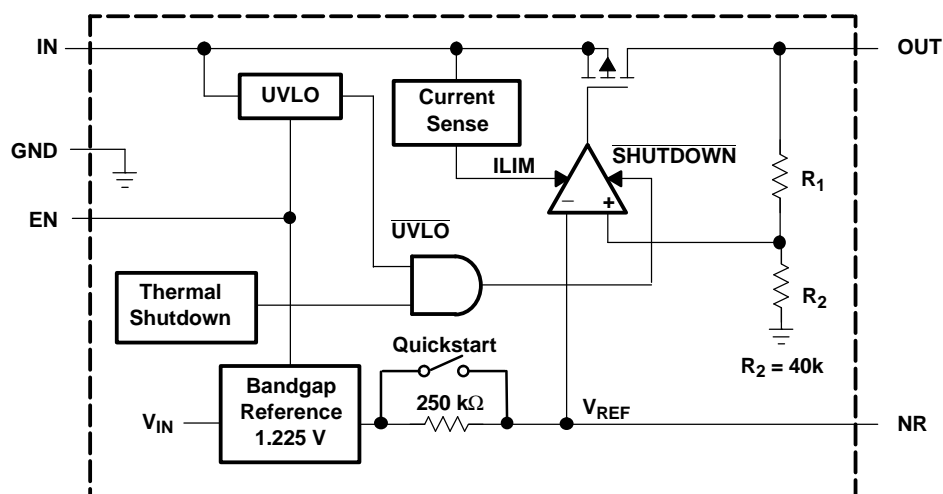 IN
OUT
UVLO
Current
Sense
GND
ILIM
SHUTDOWN
R1
EN
UVLO
− +
Thermal
Shutdown
R2
Quickstart
R2 = 40k
Bandgap
Reference
1.225 V
250 kΩ
VIN
VREF
NR